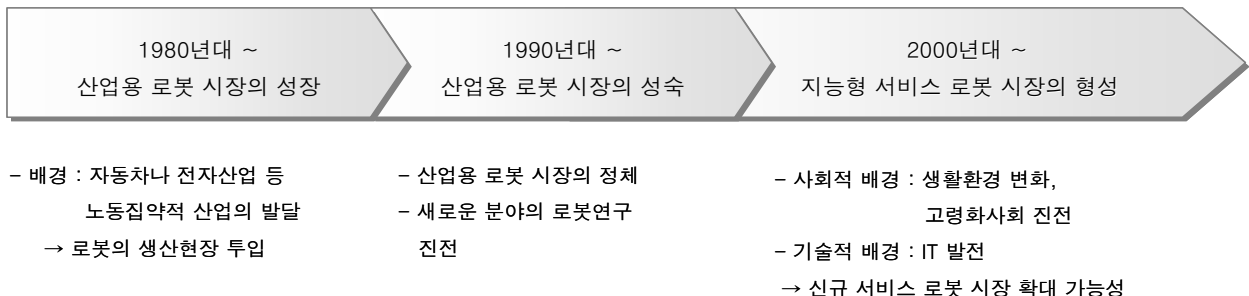 1980년대 ~
산업용 로봇 시장의 성장
1990년대 ~
산업용 로봇 시장의 성숙
2000년대 ~
지능형 서비스 로봇 시장의 형성
– 배경 : 자동차나 전자산업 등
노동집약적 산업의 발달
→ 로봇의 생산현장 투입
– 산업용 로봇 시장의 정체
– 새로운 분야의 로봇연구
진전
– 사회적 배경 : 생활환경 변화,
고령화사회 진전
– 기술적 배경 : IT 발전
→ 신규 서비스 로봇 시장 확대 가능성